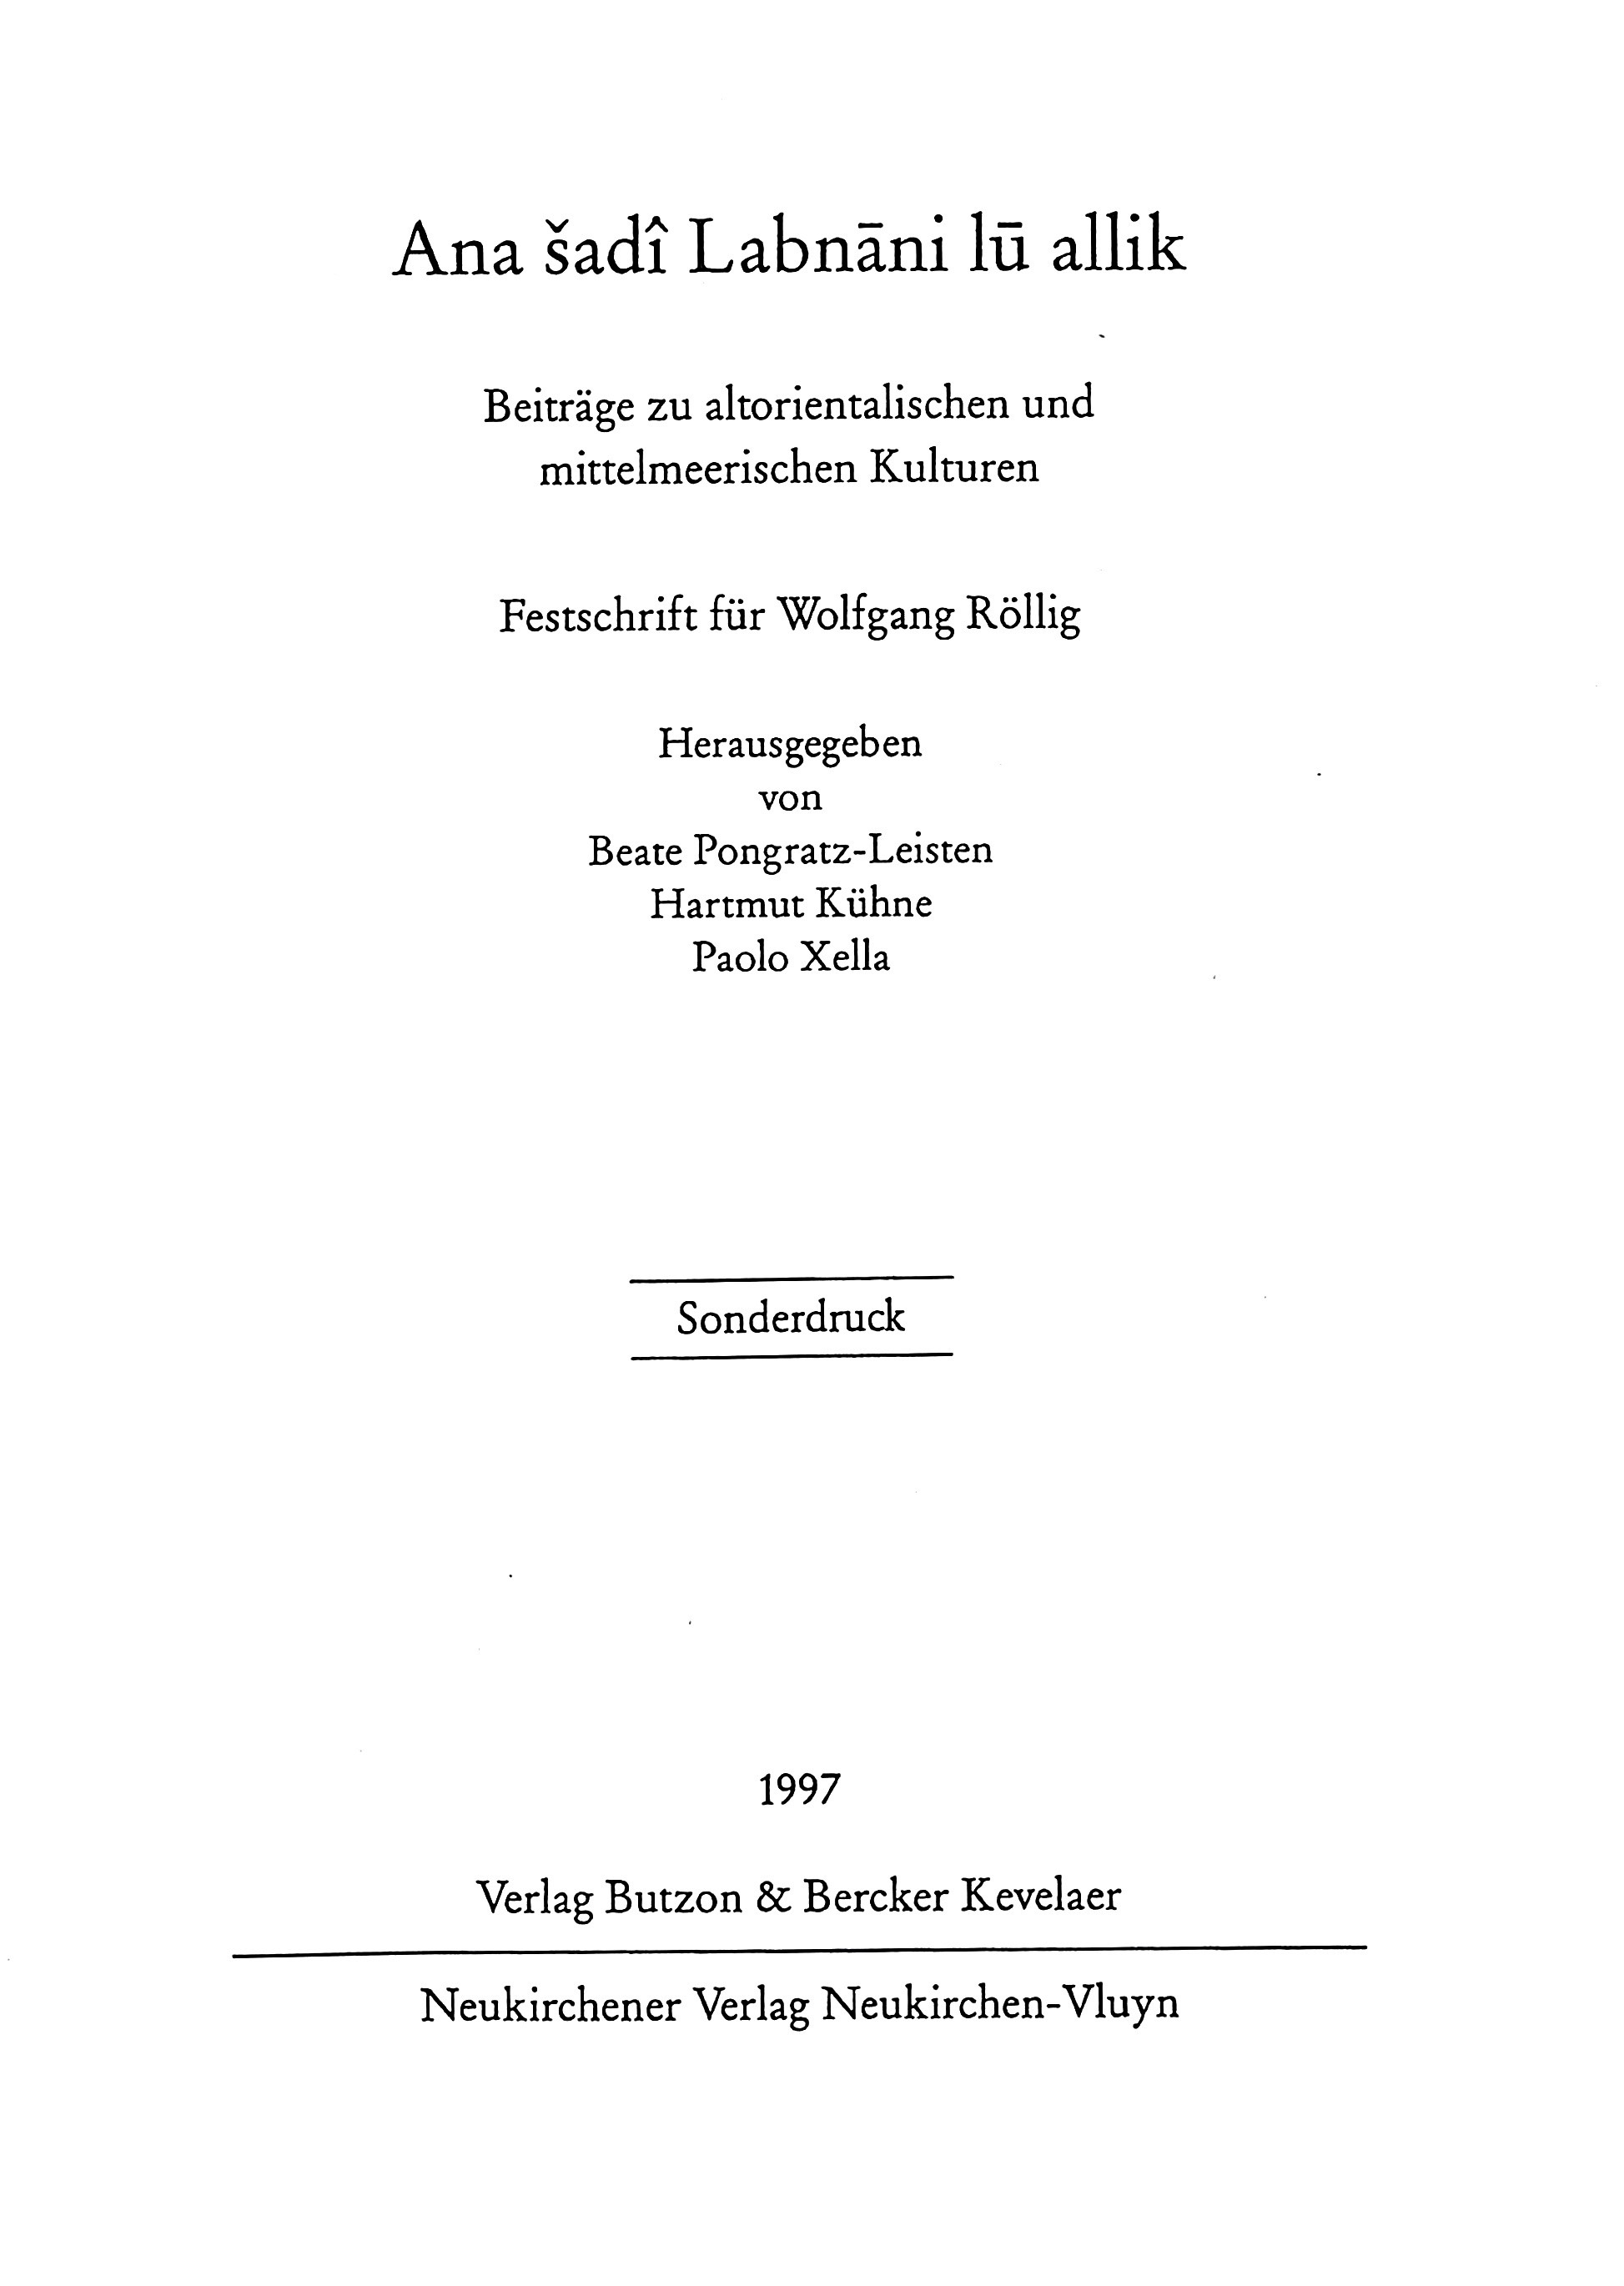 Ana šadî Labnāni lū allik
Beiträge zu altorientalischen und
mittelmeerischen Kulturen
Festschrift für Wolfgang Röllig
Herausgegeben
von
Beate Pongratz-Leisten
Hartmut Kühne
Paolo Xella
Sonderdruck
1997
Verlag Butzon & Bercker Kevelaer
Neukirchener Verlag Neukirchen-Vluyn